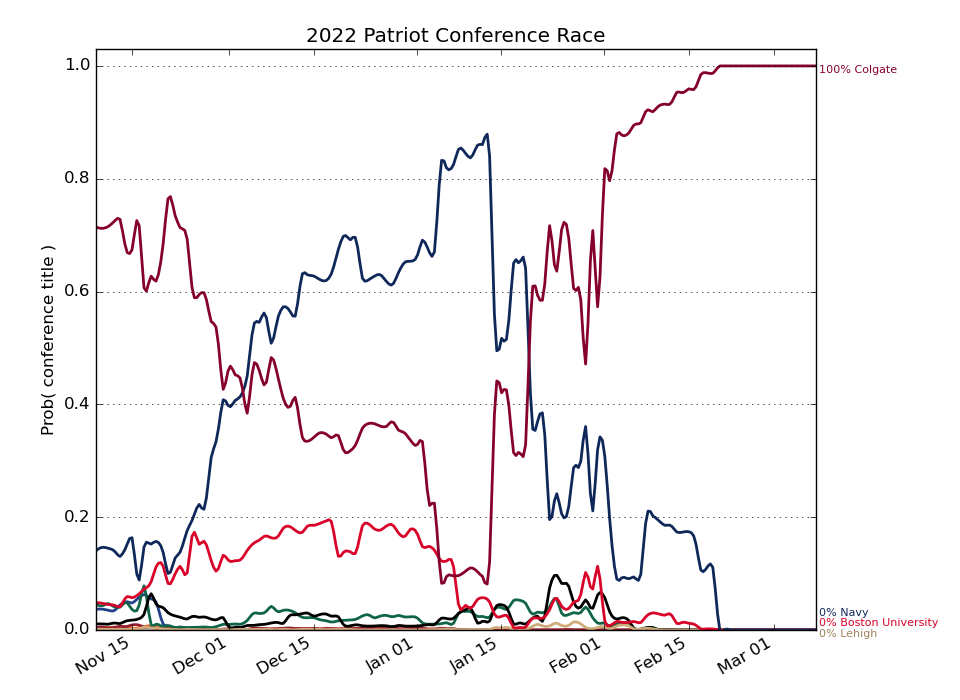 2022 Patriot Conference Race
Prob( conference title )
1.0
0.8
0.6
0.4
0.2
0.0
Nov 15
Dec 01
Dec 15
Jan 01
Jan 15
Feb 01
Feb 15
Mar 01
100% Colgate
0% Navy
0% Boston University
0% Lehigh